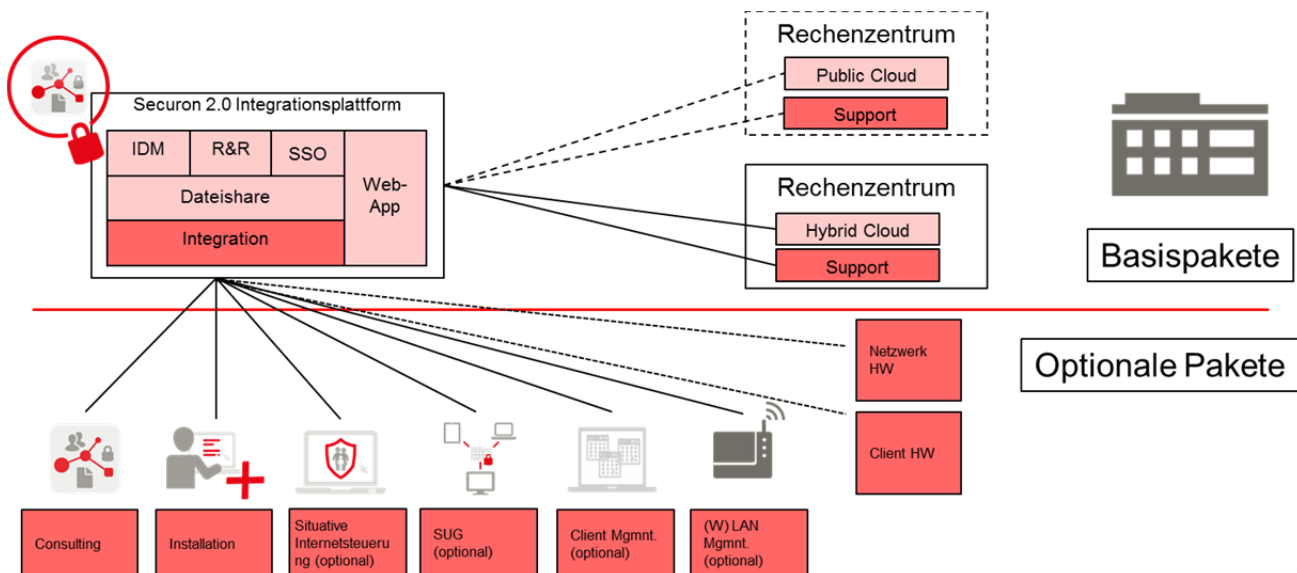 Securon 2.0 Integrationsplattform
IDM
R&R
SSO
Web-
App
Dateishare
Integration
Rechenzentrum
Public Cloud
Support
Rechenzentrum
Hybrid Cloud
Support
Basispakete
Optionale Pakete
Netzwerk
HW
Client HW
Consulting
Installation
Situative
Internetsteueru
ng (optional)
SUG
(optional)
Client Mgmnt.
(optional)
(W) LAN
Mgmnt.
(optional)